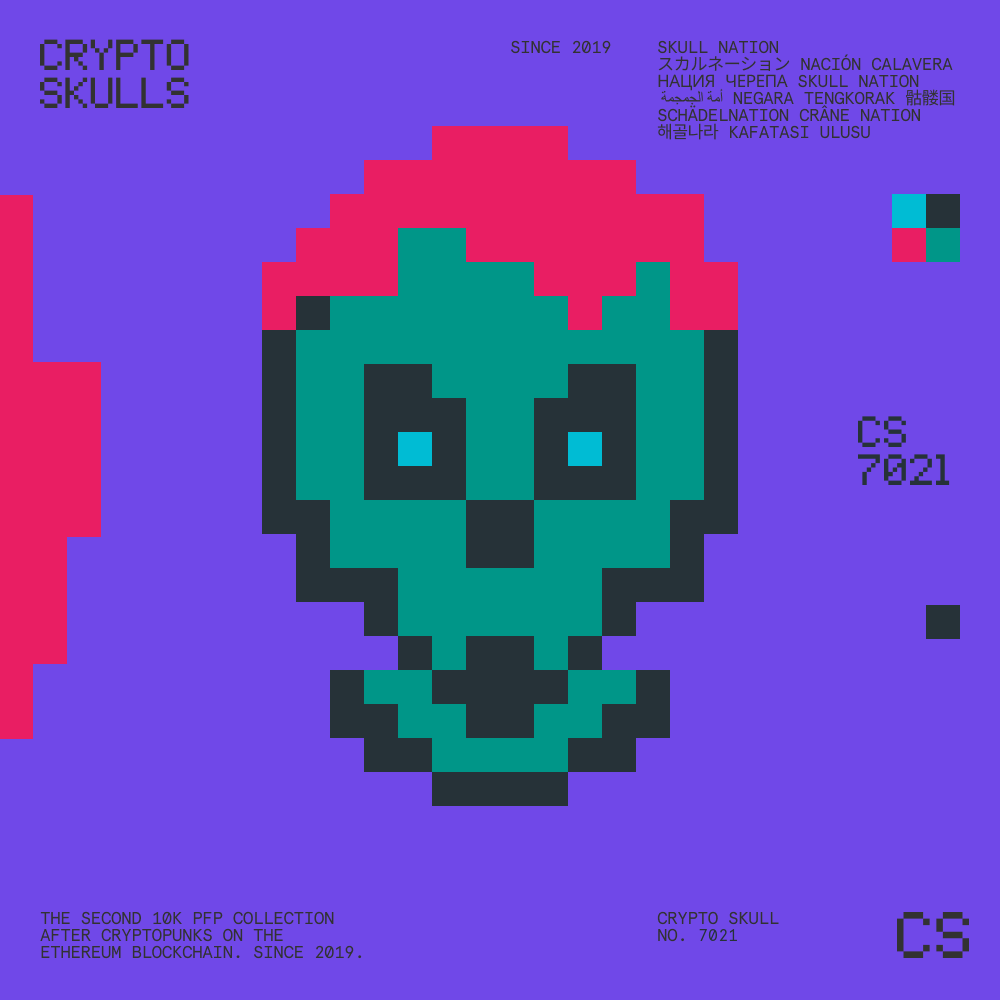 CRYPTO
SKULLS
SINCE 2019
SKULL NATION
スカルネーション NACIÓN CALAVERA
НАЦИЯ ЧЕРЕПА SKULL NATION
أمة الجمجمة NEGARA TENGKORAK 骷髅国
SCHÄDELNATION CRÂNE NATION
해골나라 KAFATASI ULUSU
CS
7021
THE SECOND 10K PFP COLLECTION
AFTER CRYPTOPUNKS ON THE
ETHEREUM BLOCKCHAIN. SINCE 2019.
CRYPTO SKULL
NO. 7021
CS